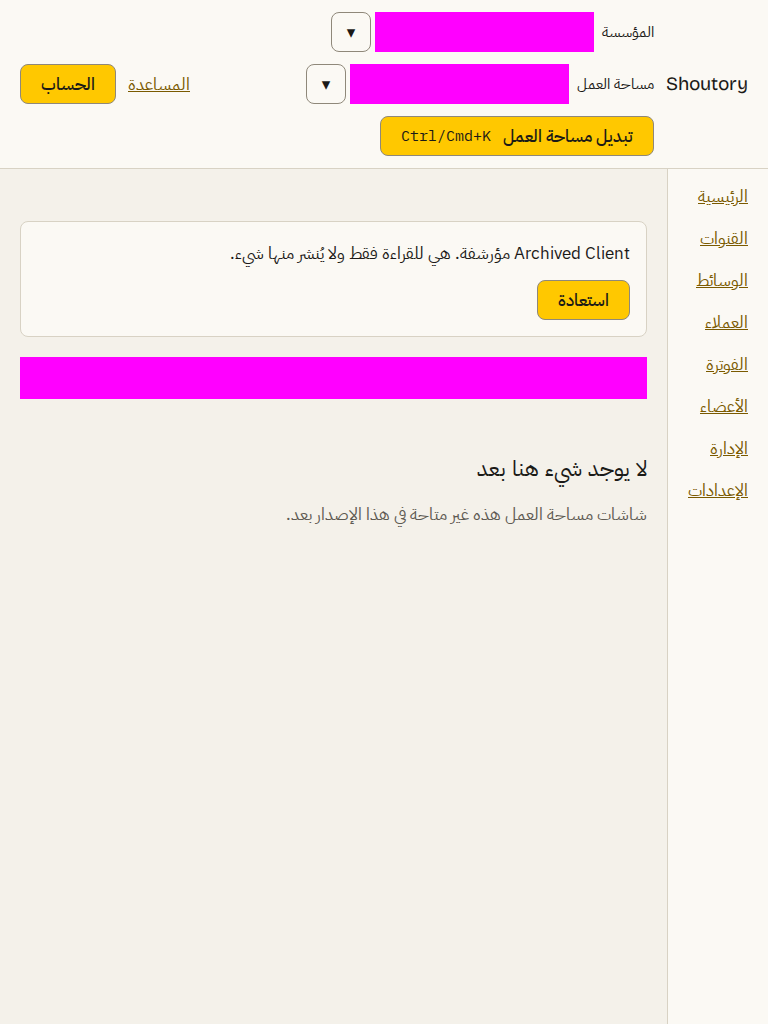 المؤسسة ▼
Shoutory
مساحة العمل ▼
تبديل مساحة العمل Ctrl/Cmd+K
المساعدة
الحساب
الرئيسية
القنوات
الوسائط
العملاء
الفوترة
الأعضاء
الإدارة
الإعدادات
Archived Client مؤرشفة. هي للقراءة فقط ولا يُنشر منها شيء.
استعادة
لا يوجد شيء هنا بعد
شاشات مساحة العمل هذه غير متاحة في هذا الإصدار بعد.